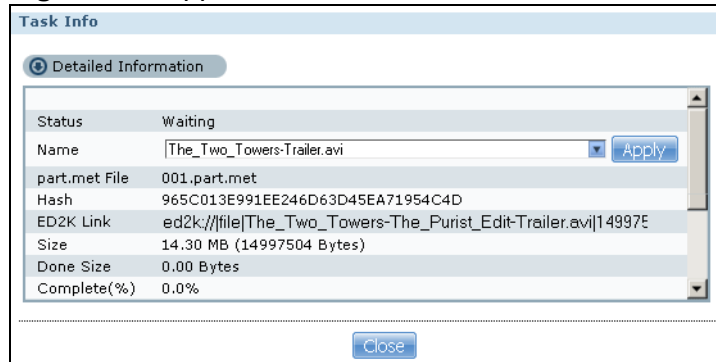 Task Info
Detailed Information
Status Waiting
Name The_Two_Towers-Trailer.avi Apply
part.met File 001.part.met
Hash 965C013E991EE246D63D45EA71954C4D
ED2K Link ed2k://|file|The_Two_Towers-The_Purist_Edit-Trailer.avi|149975
Size 14.30 MB (14997504 Bytes)
Done Size 0.00 Bytes
Complete(%) 0.0%
Close